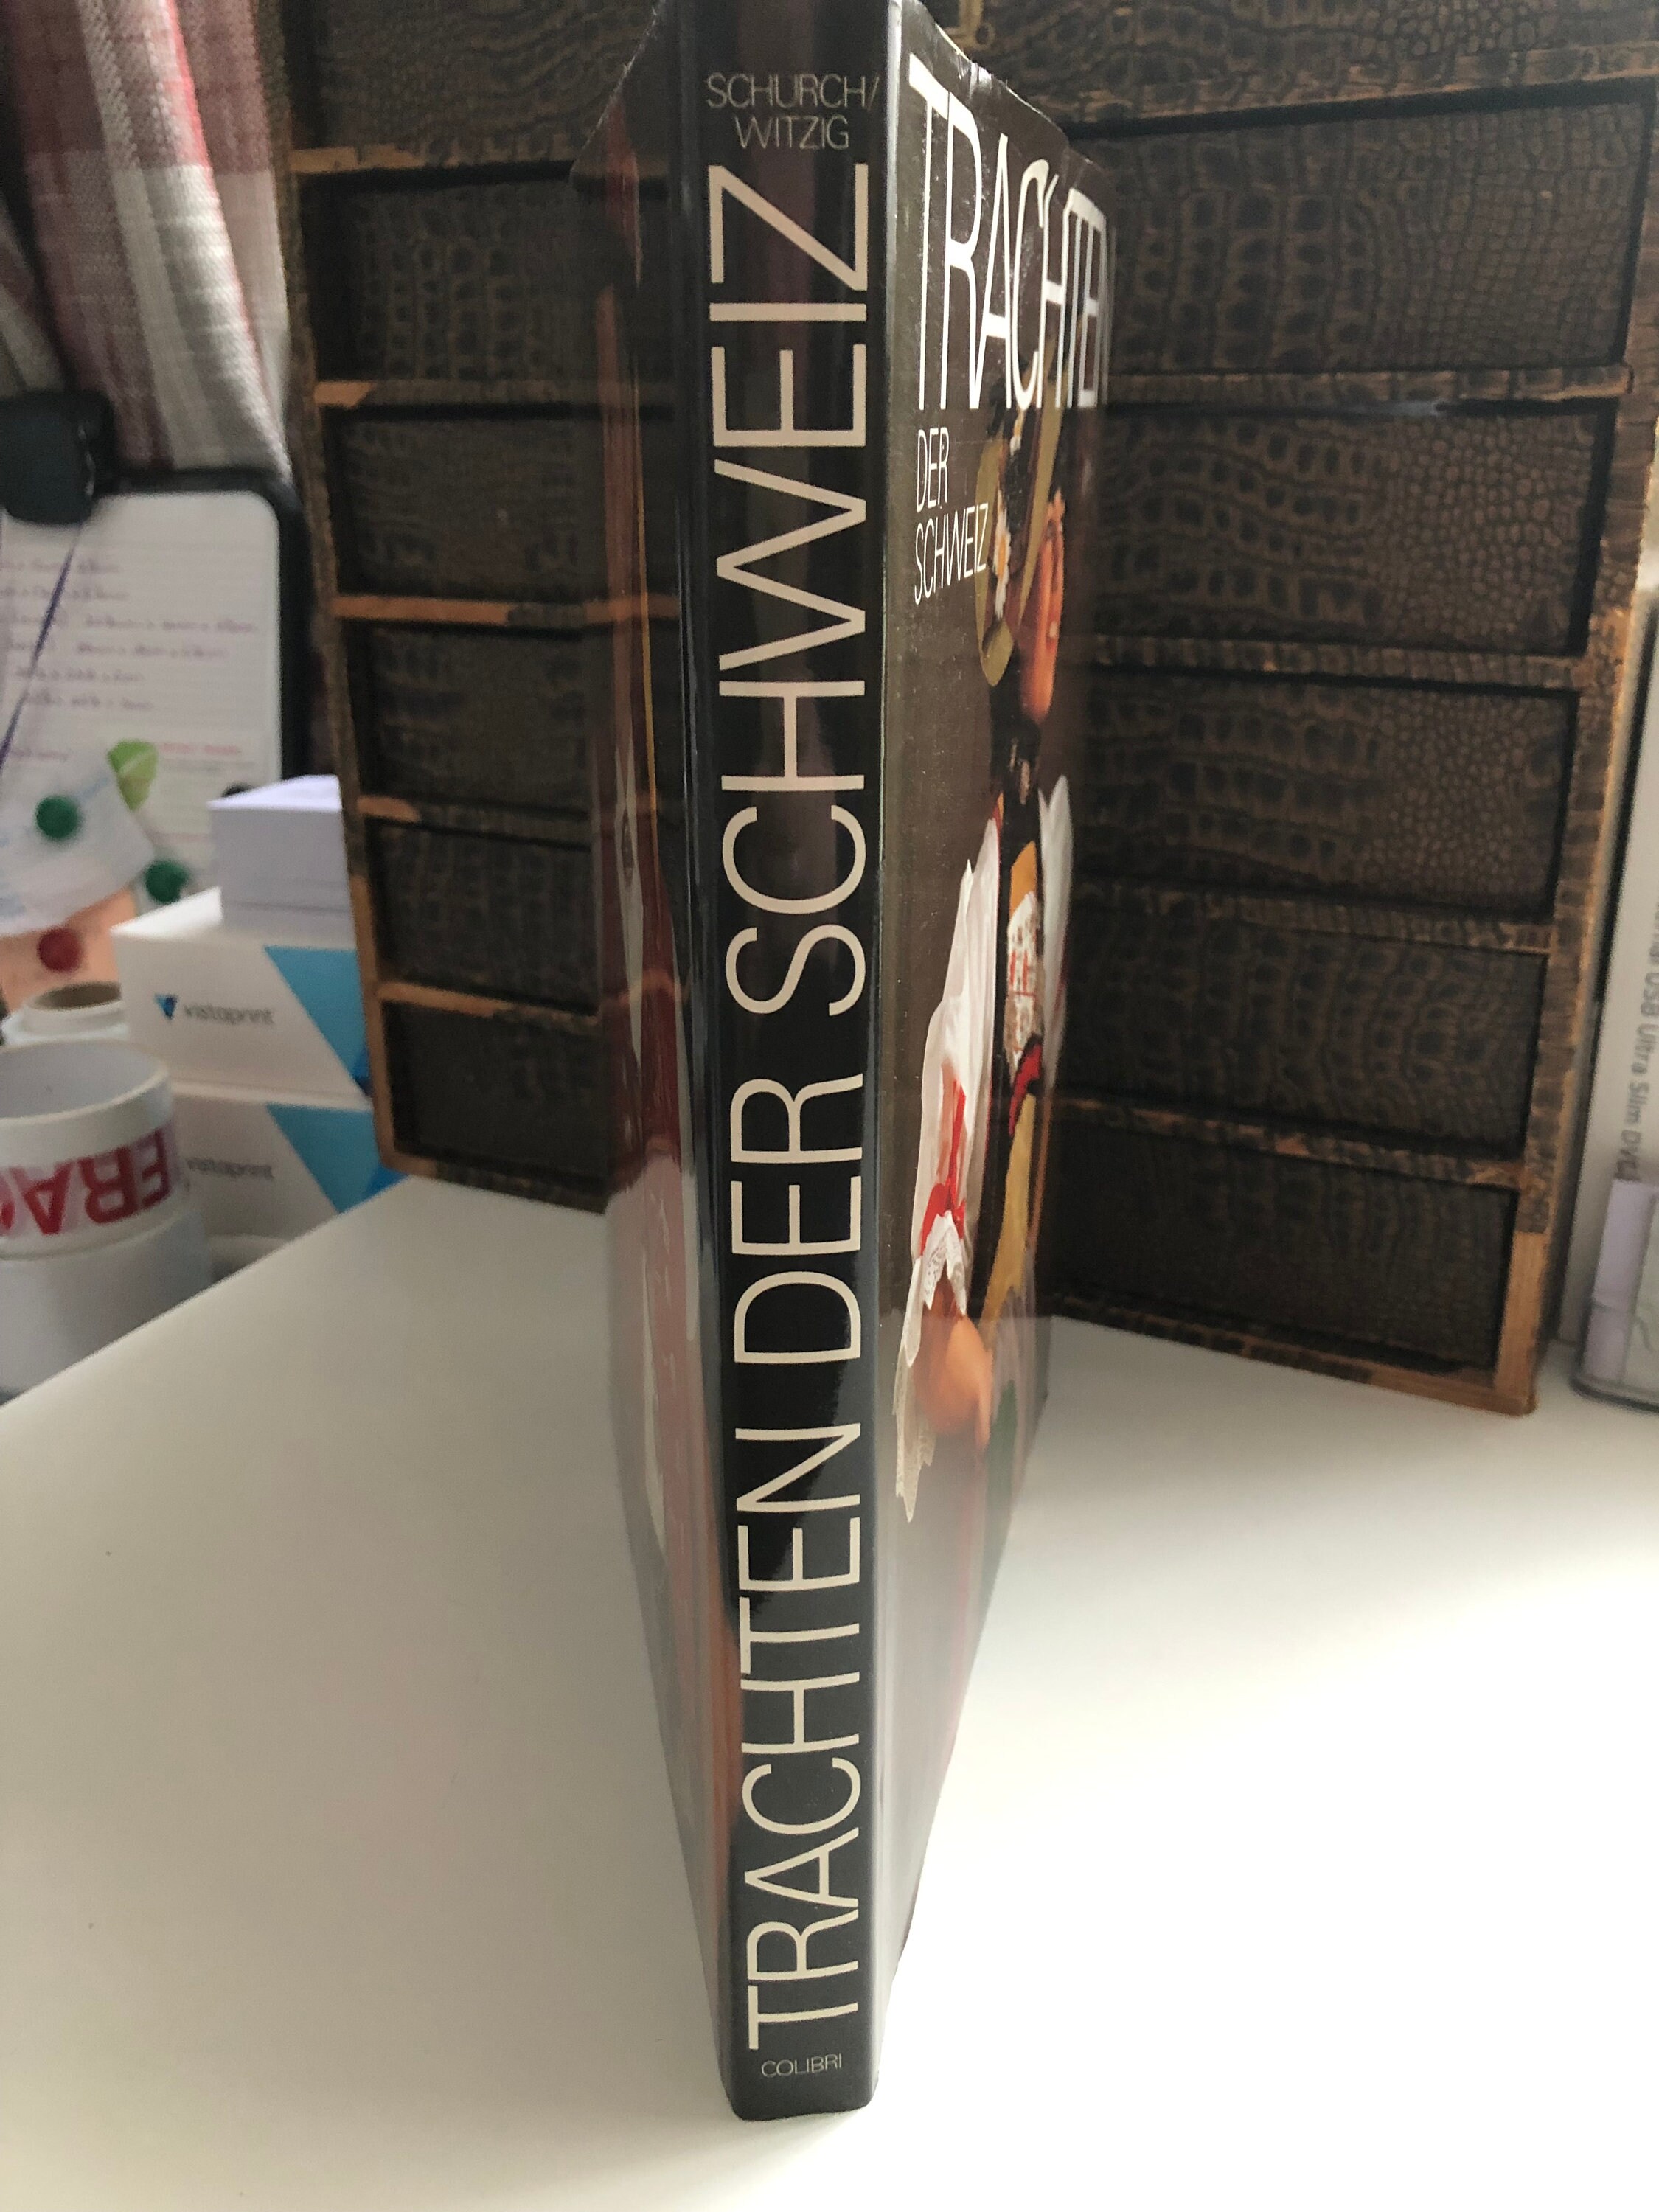 SCHURCH/
WITZIG
TRACHTEN DER SCHWEIZ
COLIBRI
TRACHTEN
DER
SCHWEIZ
vistaprint
vistaprint
USB Ultra Slim